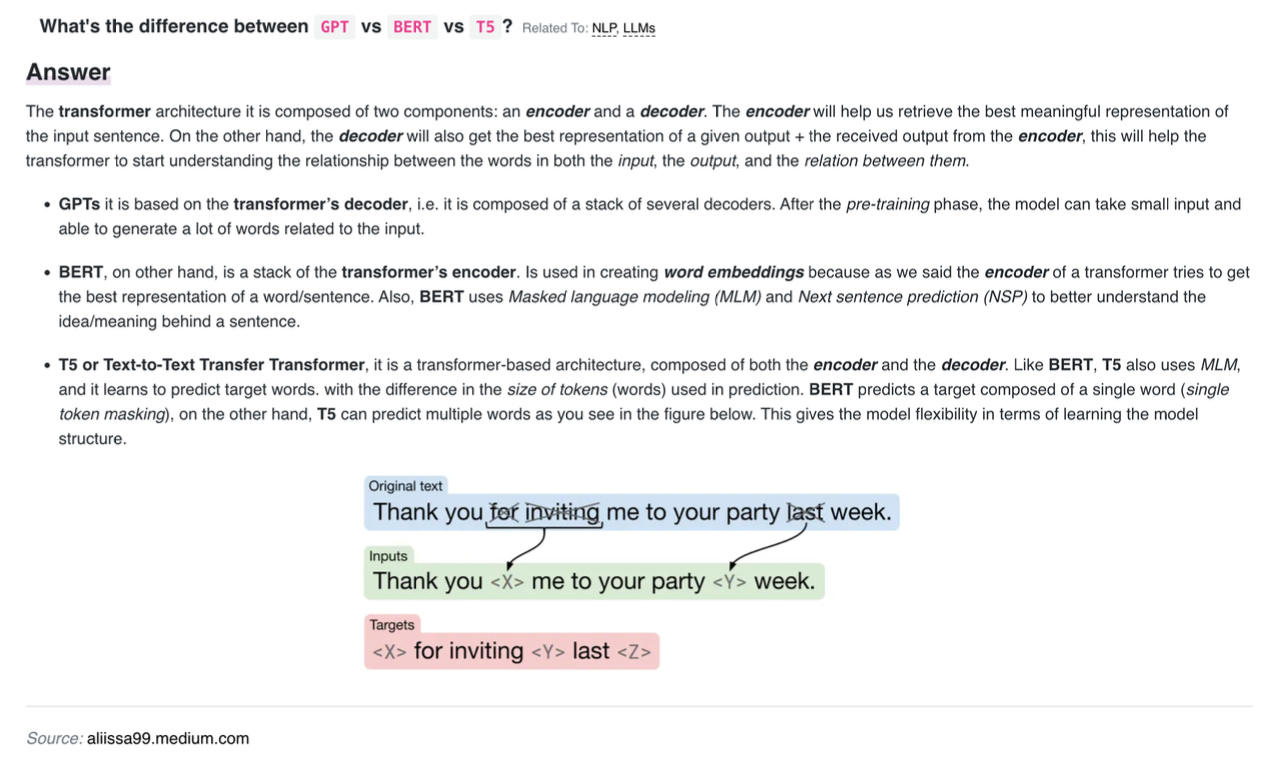 What's the difference between GPT vs BERT vs T5 ? Related To: NLP, LLMs
Answer
The transformer architecture it is composed of two components: an encoder and a decoder. The encoder will help us retrieve the best meaningful representation of
the input sentence. On the other hand, the decoder will also get the best representation of a given output + the received output from the encoder, this will help the
transformer to start understanding the relationship between the words in both the input, the output, and the relation between them.
• GPTs it is based on the transformer’s decoder, i.e. it is composed of a stack of several decoders. After the pre-training phase, the model can take small input and
able to generate a lot of words related to the input.
• BERT, on other hand, is a stack of the transformer’s encoder. Is used in creating word embeddings because as we said the encoder of a transformer tries to get
the best representation of a word/sentence. Also, BERT uses Masked language modeling (MLM) and Next sentence prediction (NSP) to better understand the
idea/meaning behind a sentence.
• T5 or Text-to-Text Transfer Transformer, it is a transformer-based architecture, composed of both the encoder and the decoder. Like BERT, T5 also uses MLM,
and it learns to predict target words. with the difference in the size of tokens (words) used in prediction. BERT predicts a target composed of a single word (single
token masking), on the other hand, T5 can predict multiple words as you see in the figure below. This gives the model flexibility in terms of learning the model
structure.
Original text
Thank you for inviting me to your party last week.
Inputs
Thank you <X> me to your party <Y> week.
Targets
<X> for inviting <Y> last <Z>
Source: aliissa99.medium.com